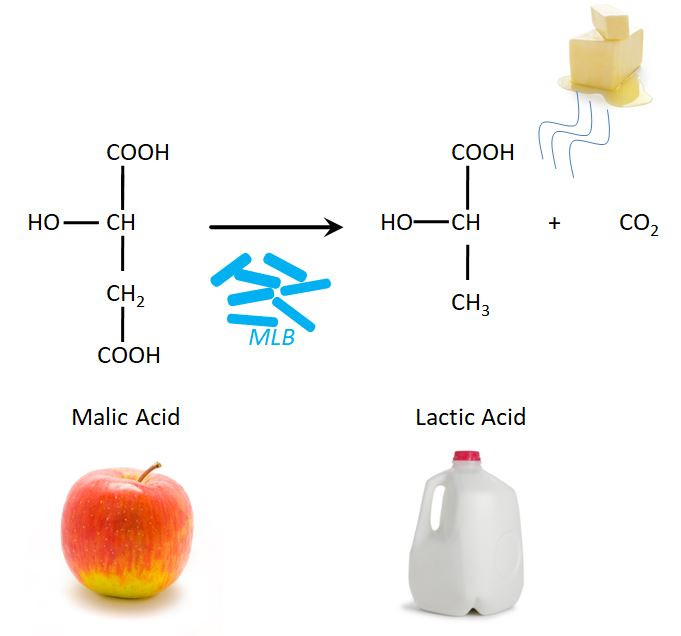 COOH
COOH
HO
CH
HO
CH
+
CO₂
CH₂
CH₃
MLB
COOH
Malic Acid
Lactic Acid